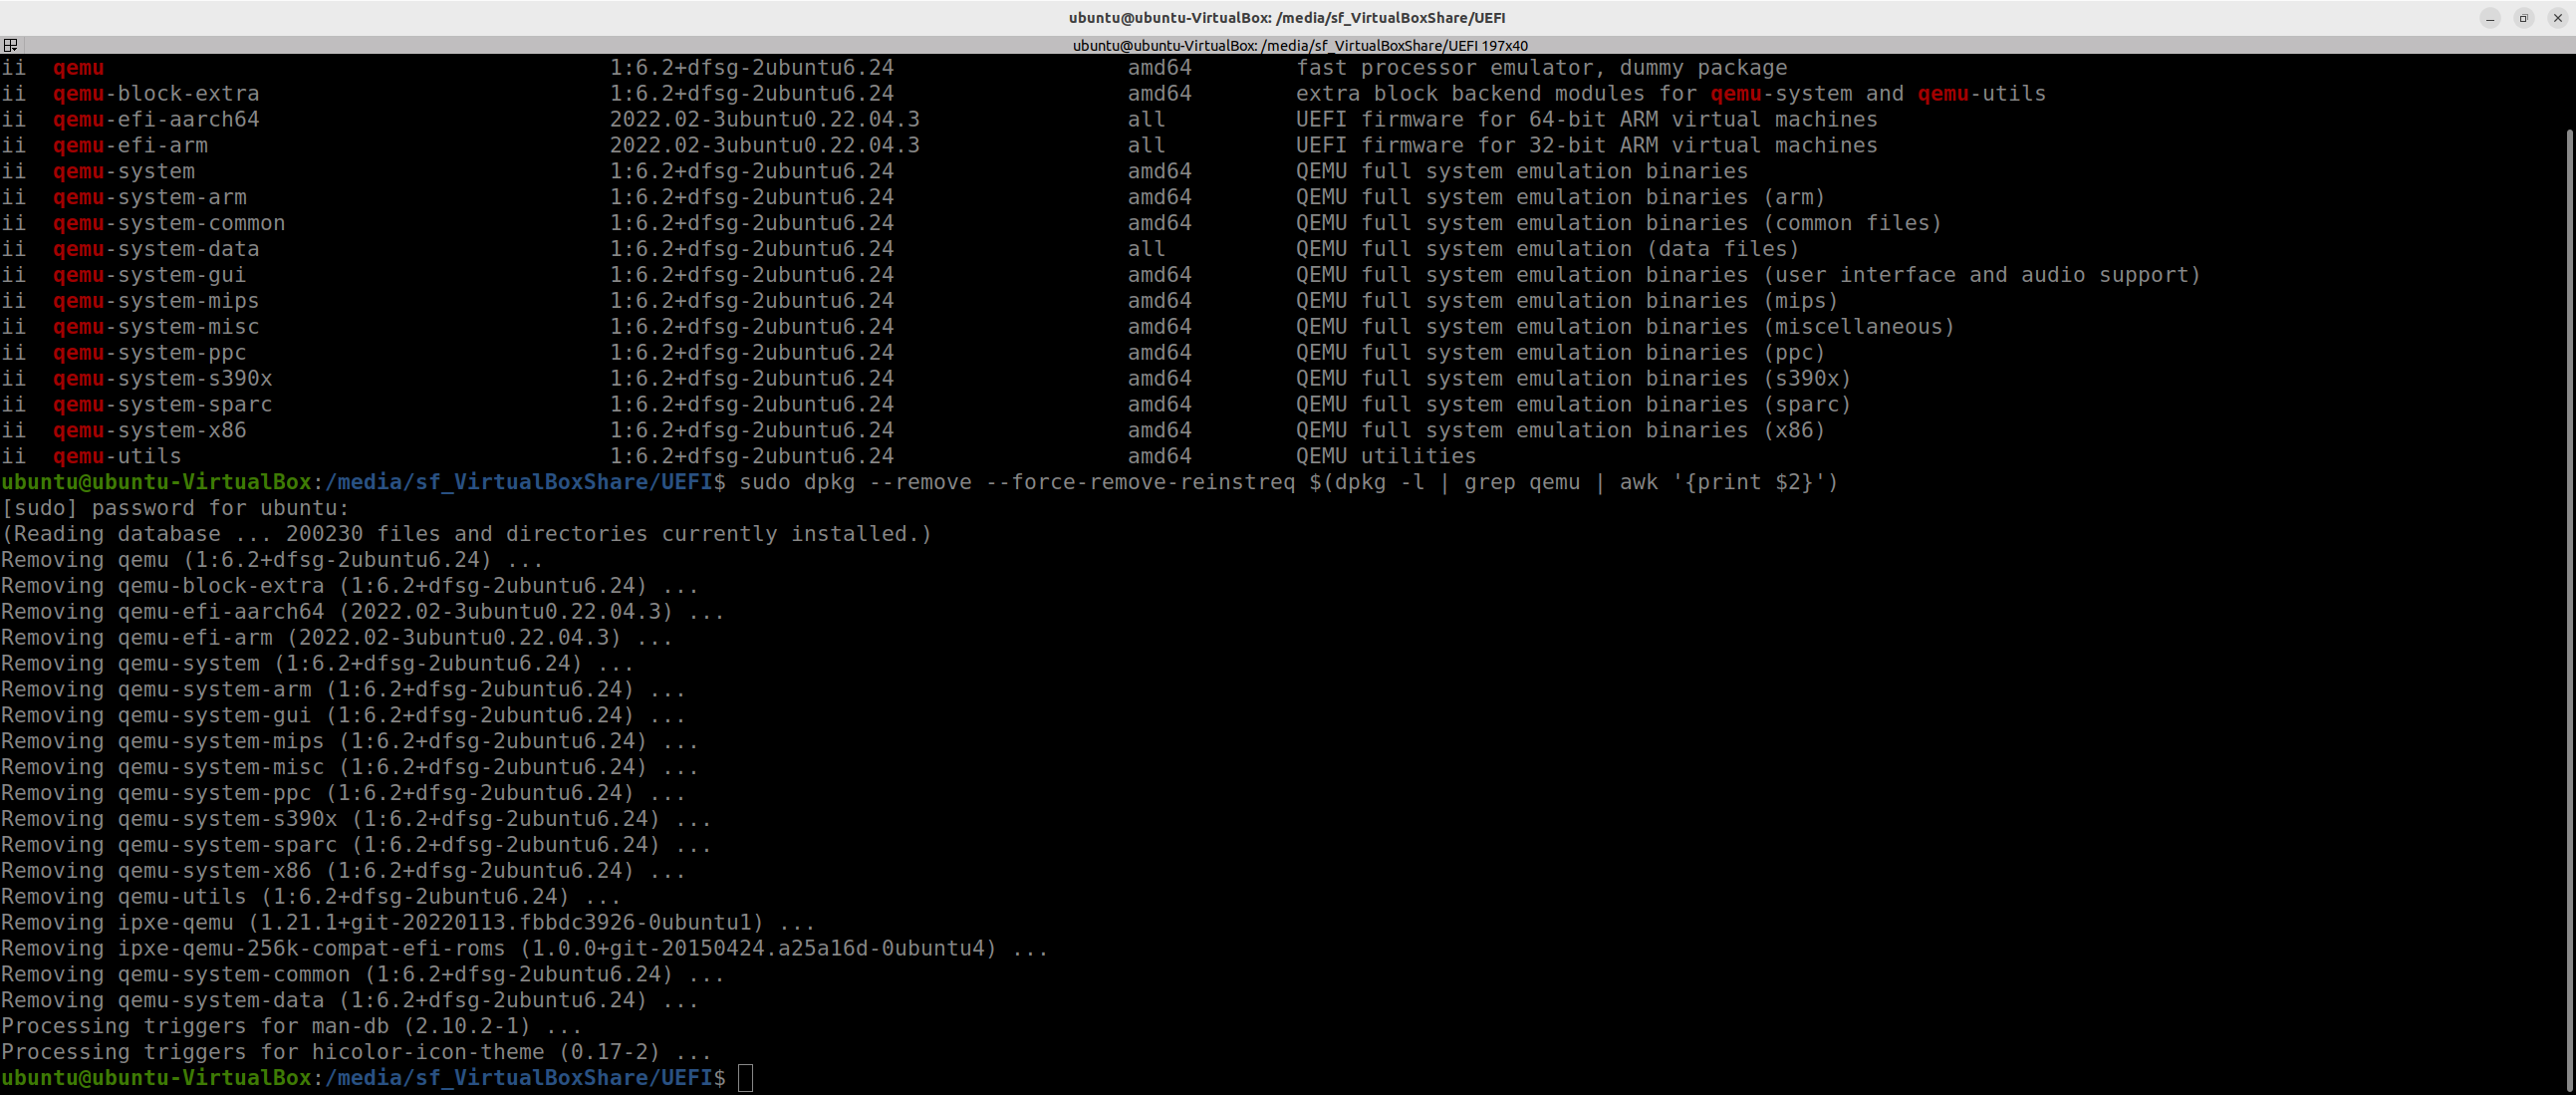 ubuntu@ubuntu-VirtualBox: /media/sf_VirtualBoxShare/UEFI
ubuntu@ubuntu-VirtualBox: /media/sf_VirtualBoxShare/UEFI 197x40
ii  qemu                                       1:6.2+dfsg-2ubuntu6.24                  amd64        fast processor emulator, dummy package
ii  qemu-block-extra                           1:6.2+dfsg-2ubuntu6.24                  amd64        extra block backend modules for qemu-system and qemu-utils
ii  qemu-efi-aarch64                           2022.02-3ubuntu0.22.04.3                all          UEFI firmware for 64-bit ARM virtual machines
ii  qemu-efi-arm                               2022.02-3ubuntu0.22.04.3                all          UEFI firmware for 32-bit ARM virtual machines
ii  qemu-system                                1:6.2+dfsg-2ubuntu6.24                  amd64        QEMU full system emulation binaries
ii  qemu-system-arm                            1:6.2+dfsg-2ubuntu6.24                  amd64        QEMU full system emulation binaries (arm)
ii  qemu-system-common                         1:6.2+dfsg-2ubuntu6.24                  amd64        QEMU full system emulation binaries (common files)
ii  qemu-system-data                           1:6.2+dfsg-2ubuntu6.24                  all          QEMU full system emulation (data files)
ii  qemu-system-gui                            1:6.2+dfsg-2ubuntu6.24                  amd64        QEMU full system emulation binaries (user interface and audio support)
ii  qemu-system-mips                           1:6.2+dfsg-2ubuntu6.24                  amd64        QEMU full system emulation binaries (mips)
ii  qemu-system-misc                           1:6.2+dfsg-2ubuntu6.24                  amd64        QEMU full system emulation binaries (miscellaneous)
ii  qemu-system-ppc                            1:6.2+dfsg-2ubuntu6.24                  amd64        QEMU full system emulation binaries (ppc)
ii  qemu-system-s390x                          1:6.2+dfsg-2ubuntu6.24                  amd64        QEMU full system emulation binaries (s390x)
ii  qemu-system-sparc                          1:6.2+dfsg-2ubuntu6.24                  amd64        QEMU full system emulation binaries (sparc)
ii  qemu-system-x86                            1:6.2+dfsg-2ubuntu6.24                  amd64        QEMU full system emulation binaries (x86)
ii  qemu-utils                                 1:6.2+dfsg-2ubuntu6.24                  amd64        QEMU utilities
ubuntu@ubuntu-VirtualBox:/media/sf_VirtualBoxShare/UEFI$ sudo dpkg --remove --force-remove-reinstreq $(dpkg -l | grep qemu | awk '{print $2}')
[sudo] password for ubuntu:
(Reading database ... 200230 files and directories currently installed.)
Removing qemu (1:6.2+dfsg-2ubuntu6.24) ...
Removing qemu-block-extra (1:6.2+dfsg-2ubuntu6.24) ...
Removing qemu-efi-aarch64 (2022.02-3ubuntu0.22.04.3) ...
Removing qemu-efi-arm (2022.02-3ubuntu0.22.04.3) ...
Removing qemu-system (1:6.2+dfsg-2ubuntu6.24) ...
Removing qemu-system-arm (1:6.2+dfsg-2ubuntu6.24) ...
Removing qemu-system-gui (1:6.2+dfsg-2ubuntu6.24) ...
Removing qemu-system-mips (1:6.2+dfsg-2ubuntu6.24) ...
Removing qemu-system-misc (1:6.2+dfsg-2ubuntu6.24) ...
Removing qemu-system-ppc (1:6.2+dfsg-2ubuntu6.24) ...
Removing qemu-system-s390x (1:6.2+dfsg-2ubuntu6.24) ...
Removing qemu-system-sparc (1:6.2+dfsg-2ubuntu6.24) ...
Removing qemu-system-x86 (1:6.2+dfsg-2ubuntu6.24) ...
Removing qemu-utils (1:6.2+dfsg-2ubuntu6.24) ...
Removing ipxe-qemu (1.21.1+git-20220113.fbbdc3926-0ubuntu1) ...
Removing ipxe-qemu-256k-compat-efi-roms (1.0.0+git-20150424.a25a16d-0ubuntu4) ...
Removing qemu-system-common (1:6.2+dfsg-2ubuntu6.24) ...
Removing qemu-system-data (1:6.2+dfsg-2ubuntu6.24) ...
Processing triggers for man-db (2.10.2-1) ...
Processing triggers for hicolor-icon-theme (0.17-2) ...
ubuntu@ubuntu-VirtualBox:/media/sf_VirtualBoxShare/UEFI$